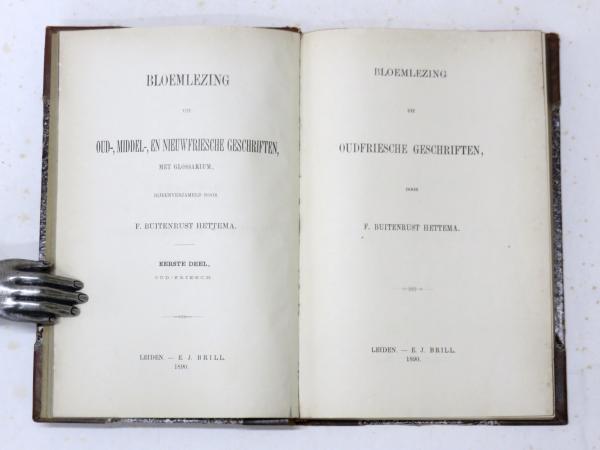 BLOEMLEZING
UIT
OUD-, MIDDEL-, EN NIEUWFRIESCHE GESCHRIFTEN,
MET GLOSSARIUM,
BIJEENVERZAMELD DOOR
F. BUITENRUST HETTEMA.
EERSTE DEEL,
OUD-FRIESCH.
LEIDEN. — E. J. BRILL.
1890.
BLOEMLEZING
UIT
OUDFRIESCHE GESCHRIFTEN,
DOOR
F. BUITENRUST HETTEMA.
LEIDEN. — E. J. BRILL.
1890.